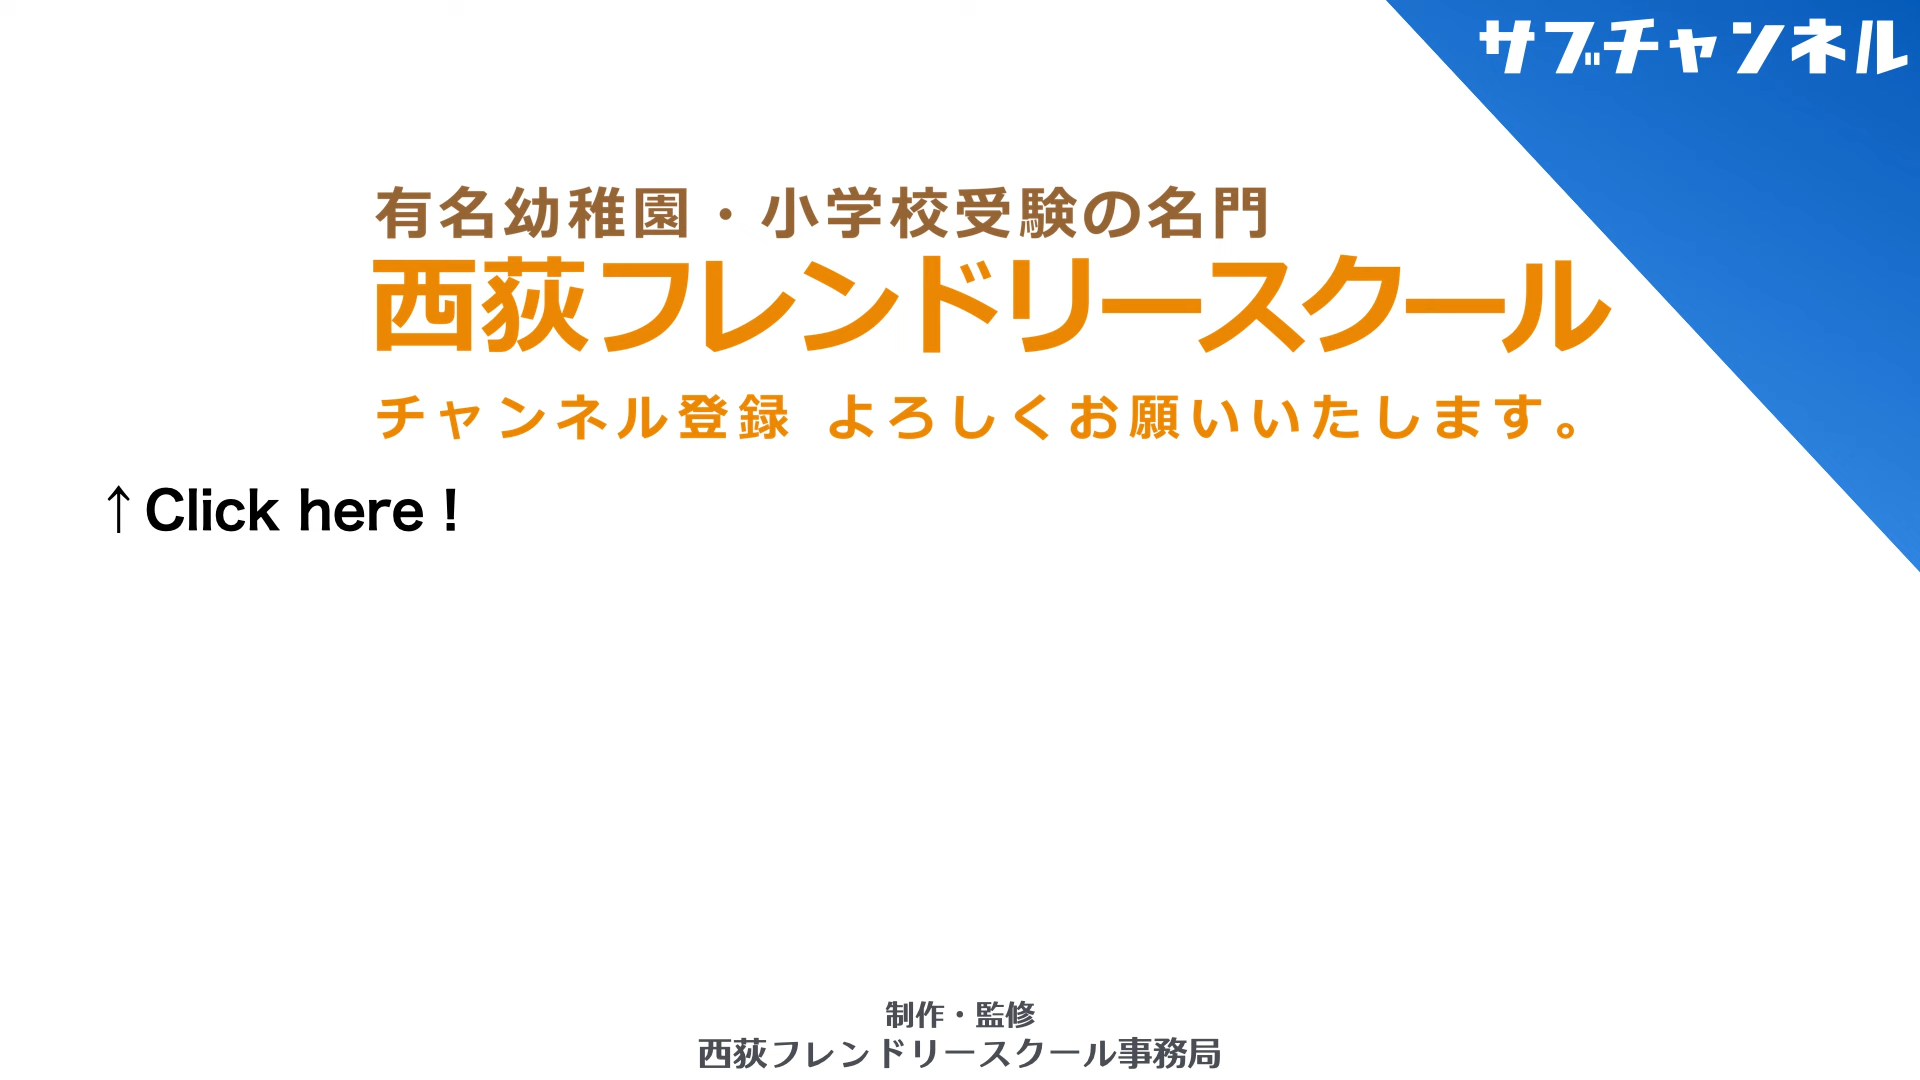 サブチャンネル
有名幼稚園・小学校受験の名門
西荻フレンドリースクール
チャンネル登録 よろしくお願いいたします。
↑Click here！
制作・監修
西荻フレンドリースクール事務局